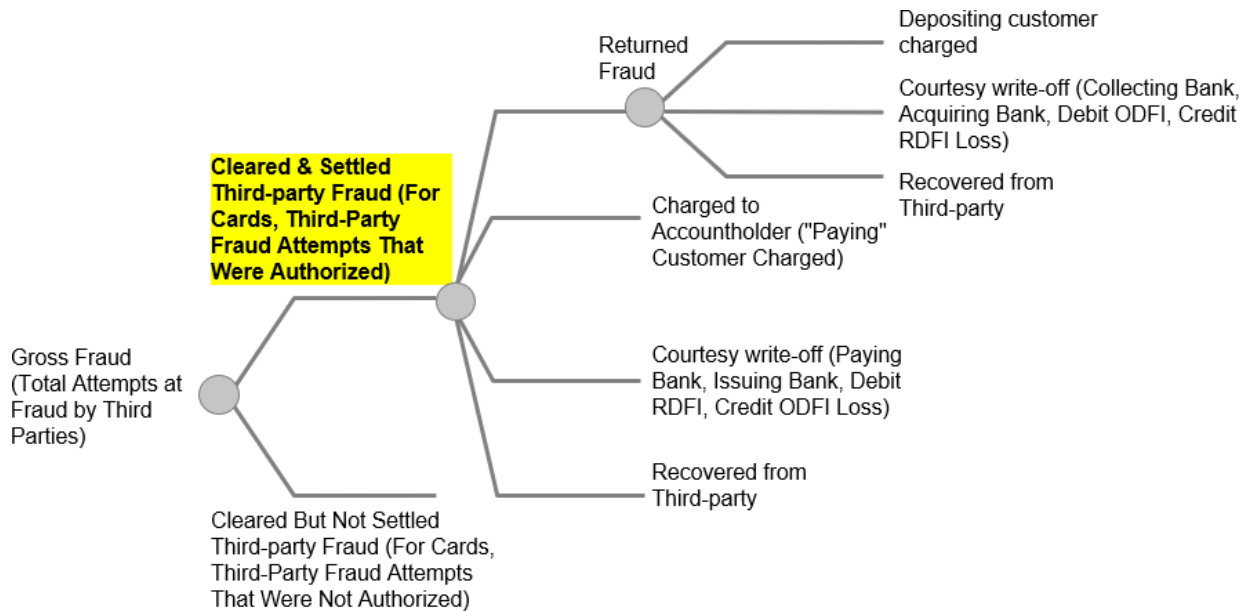 Depositing customer
charged
Returned
Fraud
Courtesy write-off (Collecting Bank,
Acquiring Bank, Debit ODFI, Credit
RDFI Loss)
Recovered from
Third-party
Cleared & Settled
Third-party Fraud (For
Cards, Third-Party
Fraud Attempts That
Were Authorized)
Charged to
Accountholder ("Paying"
Customer Charged)
Gross Fraud
(Total Attempts at
Fraud by Third
Parties)
Courtesy write-off (Paying
Bank, Issuing Bank, Debit
RDFI, Credit ODFI Loss)
Recovered from
Third-party
Cleared But Not Settled
Third-party Fraud (For Cards,
Third-Party Fraud Attempts
That Were Not Authorized)